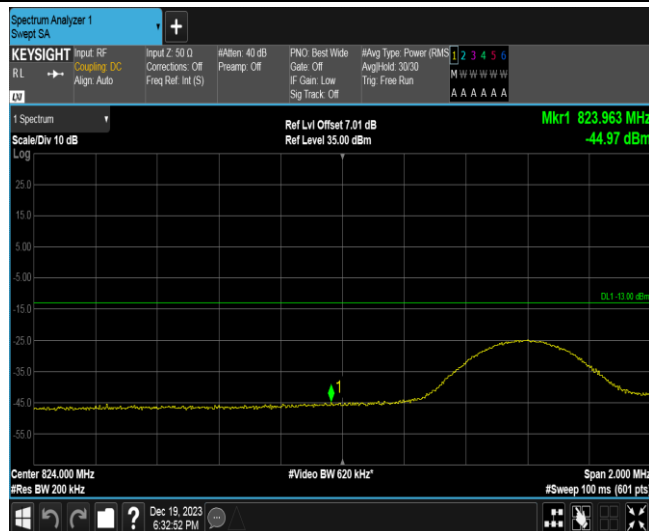 Spectrum Analyzer 1
Swept SA
+
KEYSIGHT
RL
LXI
Input: RF
Coupling: DC
Align: Auto
Input Z: 50 Ω
Corrections: Off
Freq Ref: Int (S)
#Atten: 40 dB
Preamp: Off
PNO: Best Wide
Gate: Off
IF Gain: Low
Sig Track: Off
#Avg Type: Power (RMS
Avg|Hold: 30/30
Trig: Free Run
1 2 3 4 5 6
M W W W W W
A A A A A A
1 Spectrum
Scale/Div 10 dB
Log
Ref Lvl Offset 7.01 dB
Ref Level 35.00 dBm
Mkr1 823.963 MHz
-44.97 dBm
25.0
15.0
5.00
-5.00
DL1 -13.00 dBm
-15.0
-25.0
-35.0
1
-45.0
-55.0
Center 824.000 MHz
#Video BW 620 kHz*
Span 2.000 MHz
#Res BW 200 kHz
#Sweep 100 ms (601 pts)
?
Dec 19, 2023
6:32:52 PM